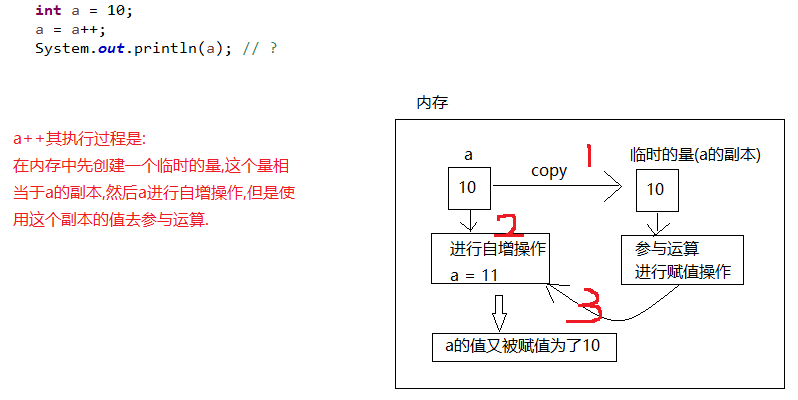 int a = 10;
a = a++;
System.out.println(a); // ?
内存
a++其执行过程是:
在内存中先创建一个临时的量,这个量相
当于a的副本,然后a进行自增操作,但是使
用这个副本的值去参与运算.
a
copy
1
临时的量(a的副本)
10
10
2
进行自增操作
a = 11
参与运算
进行赋值操作
3
a的值又被赋值为了10